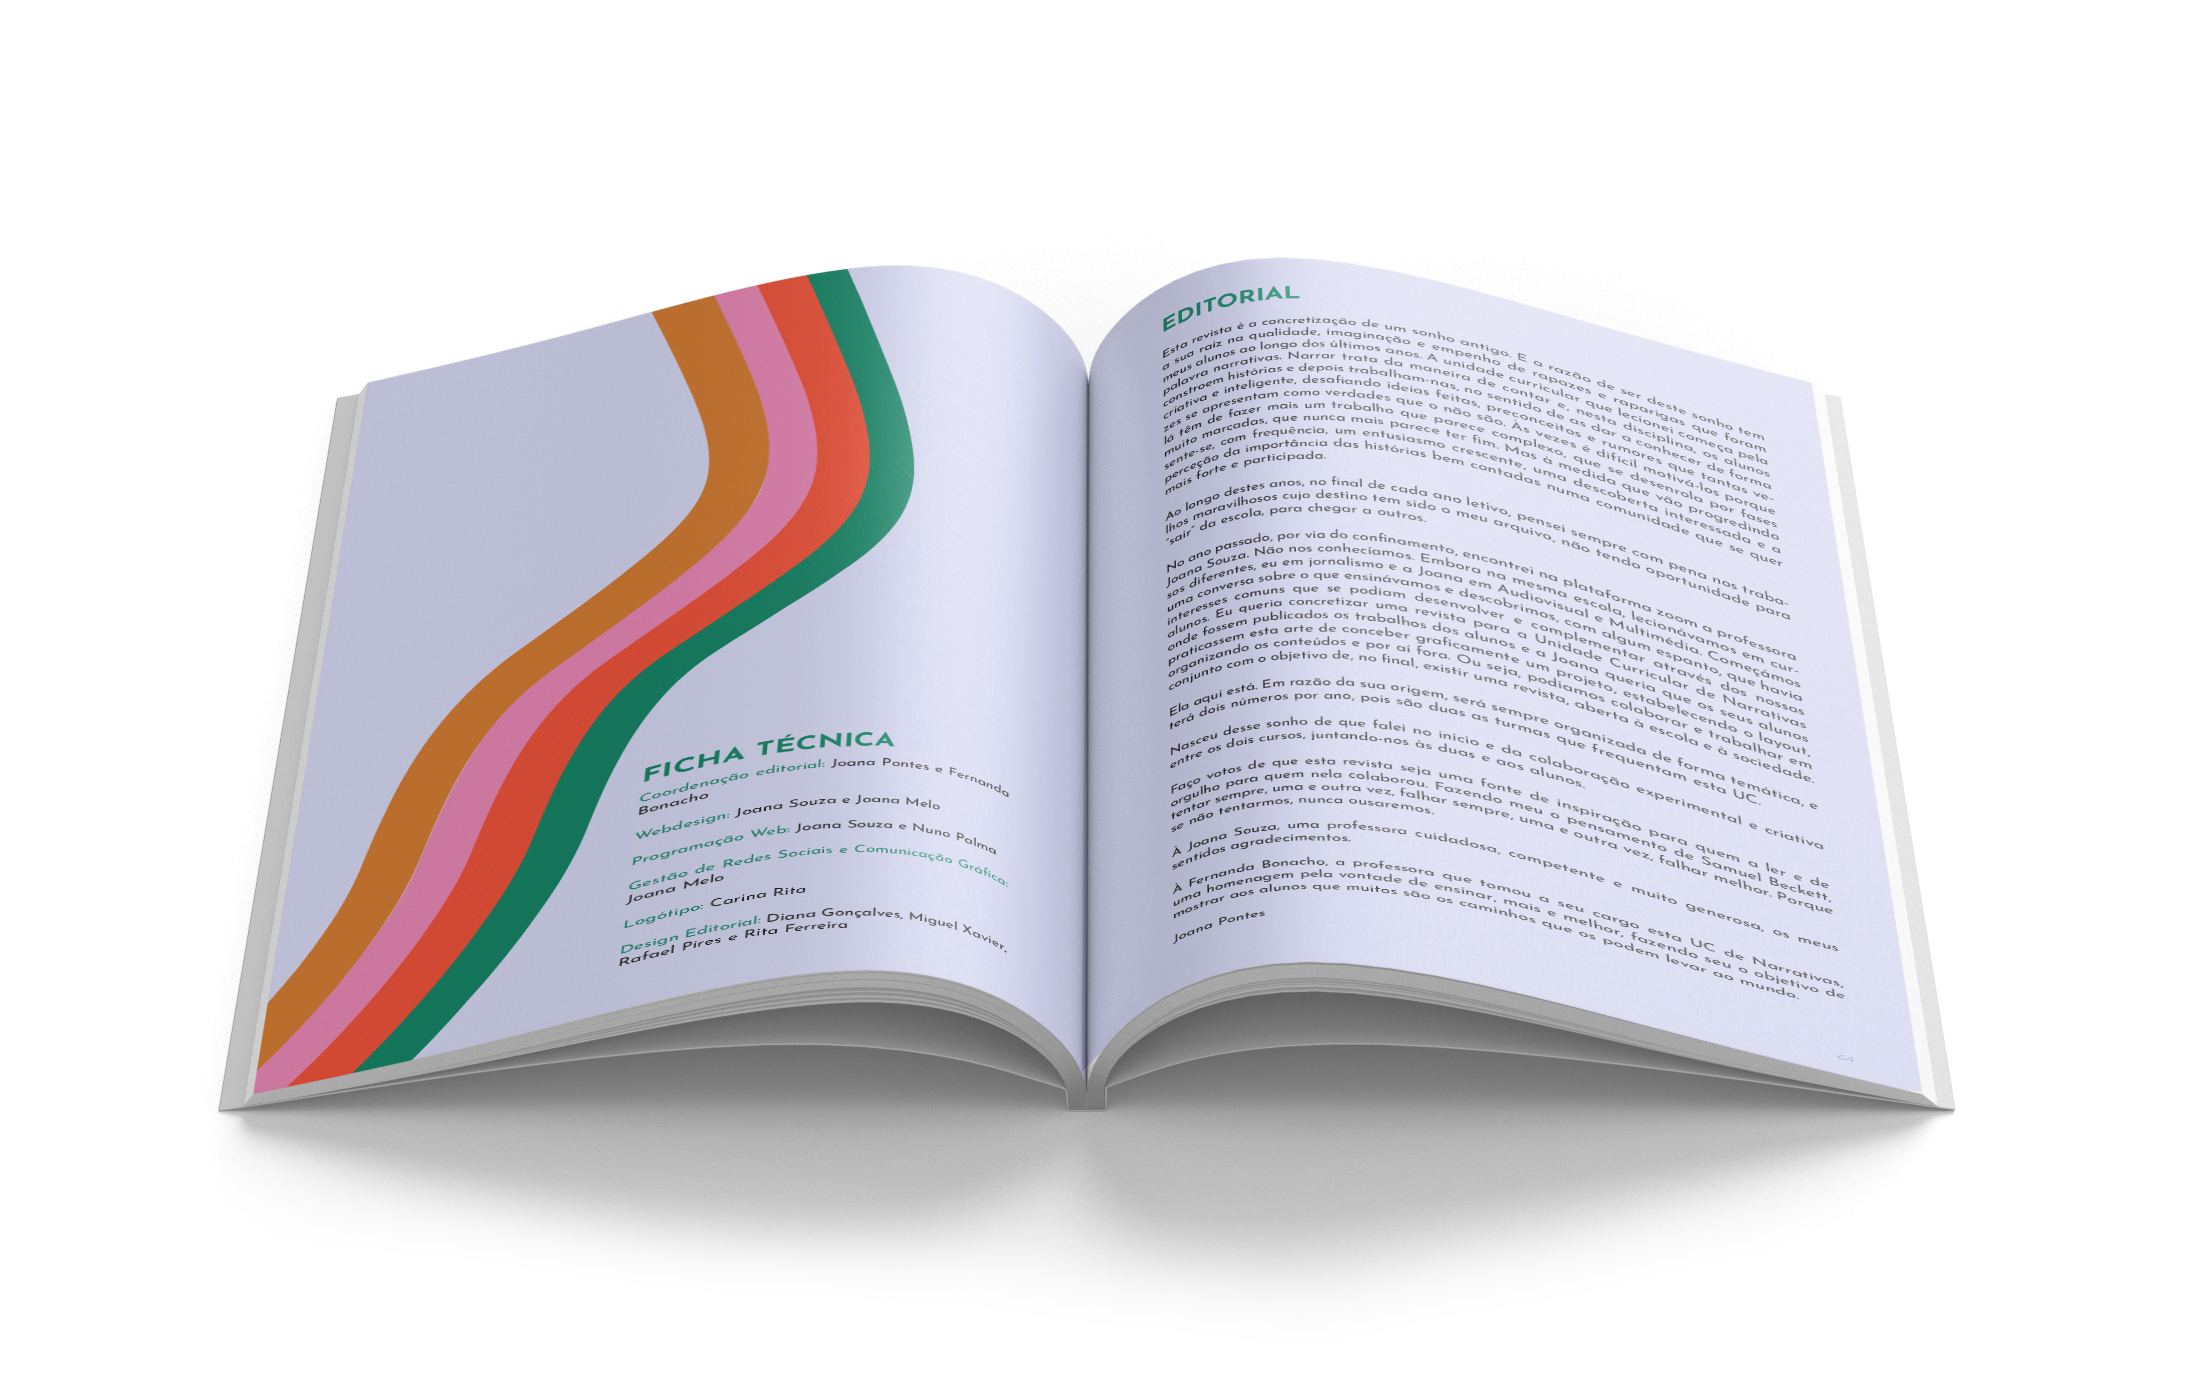 FICHA TÉCNICA
Coordenação editorial: Joana Pontes e Fernanda
Bonacho
Webdesign: Joana Souza e Joana Melo
Programação Web: Joana Souza e Nuno Palma
Gestão de Redes Sociais e Comunicação Gráfica:
Joana Melo
Logótipo: Carina Rita
Design Editorial: Diana Gonçalves, Miguel Xavier,
Rafael Pires e Rita Ferreira
EDITORIAL
Esta revista é a concretização de um sonho antigo. E a razão de ser deste sonho tem
a sua raiz na qualidade, imaginação e empenho de rapazes e raparigas que foram
meus alunos ao longo dos últimos anos. A unidade curricular que lecionei começa pela
palavra narrativas. Narrar trata da maneira de contar e, nesta disciplina, os alunos
constroem histórias e depois trabalham-nas, no sentido de as dar a conhecer de forma
criativa e inteligente, desafiando ideias feitas, preconceitos e rumores que tantas ve-
zes se apresentam como verdades que o não são. Às vezes é difícil motivá-los porque
lá têm de fazer mais um trabalho que parece complexo, que se desenrola por fases
muito marcadas, que nunca mais parece ter fim. Mas à medida que vão progredindo
sente-se, com frequência, um entusiasmo crescente, uma descoberta interessada e a
perceção da importância das histórias bem contadas numa comunidade que se quer
mais forte e participada.
Ao longo destes anos, no final de cada ano letivo, pensei sempre com pena nos traba-
lhos maravilhosos cujo destino tem sido o meu arquivo, não tendo oportunidade para
"sair" da escola, para chegar a outros.
No ano passado, por via do confinamento, encontrei na plataforma zoom a professora
Joana Souza. Não nos conhecíamos. Embora na mesma escola, lecionávamos em cur-
sos diferentes, eu em jornalismo e a Joana em Audiovisual e Multimédia. Começámos
uma conversa sobre o que ensinávamos e descobrimos, com algum espanto, que havia
interesses comuns que se podiam desenvolver e complementar através dos nossos
alunos. Eu queria concretizar uma revista para a Unidade Curricular de Narrativas
onde fossem publicados os trabalhos dos alunos e a Joana queria que os seus alunos
praticassem esta arte de conceber graficamente um projeto, estabelecendo o layout,
organizando os conteúdos e por aí fora. Ou seja, podíamos colaborar e trabalhar em
conjunto com o objetivo de, no final, existir uma revista, aberta à escola e à sociedade.
Ela aqui está. Em razão da sua origem, será sempre organizada de forma temática, e
terá dois números por ano, pois são duas as turmas que frequentam esta UC.
Nasceu desse sonho de que falei no início e da colaboração experimental e criativa
entre os dois cursos, juntando-nos às duas e aos alunos.
Faço votos de que esta revista seja uma fonte de inspiração para quem a ler e de
orgulho para quem nela colaborou. Fazendo meu o pensamento de Samuel Beckett,
tentar sempre, uma e outra vez, falhar sempre, uma e outra vez, falhar melhor. Porque
se não tentarmos, nunca ousaremos.
À Joana Souza, uma professora cuidadosa, competente e muito generosa, os meus
sentidos agradecimentos.
À Fernanda Bonacho, a professora que tomou a seu cargo esta UC de Narrativas,
uma homenagem pela vontade de ensinar, mais e melhor, fazendo seu o objetivo de
mostrar aos alunos que muitos são os caminhos que os podem levar ao mundo.
Joana Pontes
64